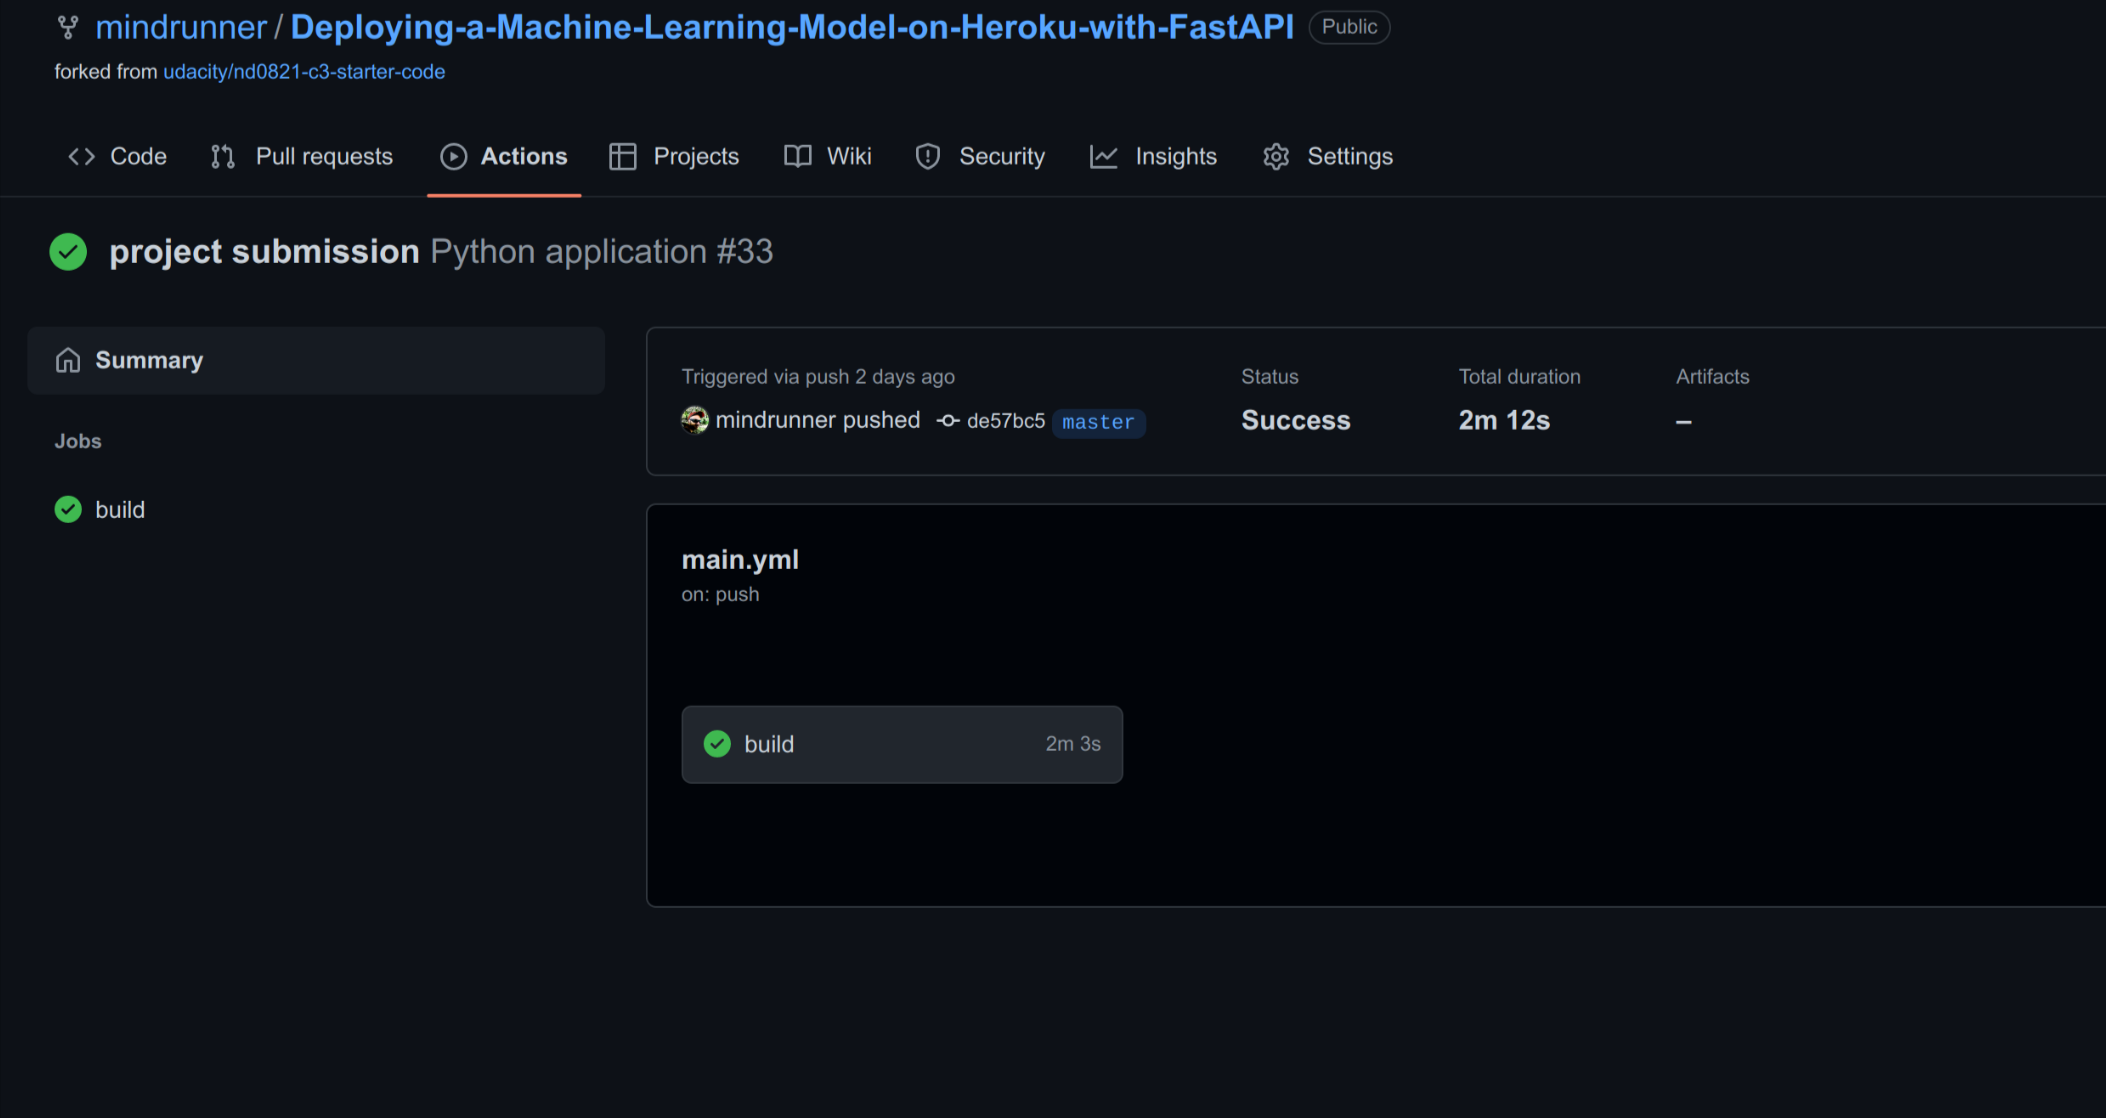 mindrunner / Deploying-a-Machine-Learning-Model-on-Heroku-with-FastAPI Public
forked from udacity/nd0821-c3-starter-code
Code Pull requests Actions Projects Wiki Security Insights Settings
project submission Python application #33
Summary
Jobs
build
Triggered via push 2 days ago
mindrunner pushed de57bc5 master
Status
Success
Total duration
2m 12s
Artifacts
–
main.yml
on: push
build 2m 3s